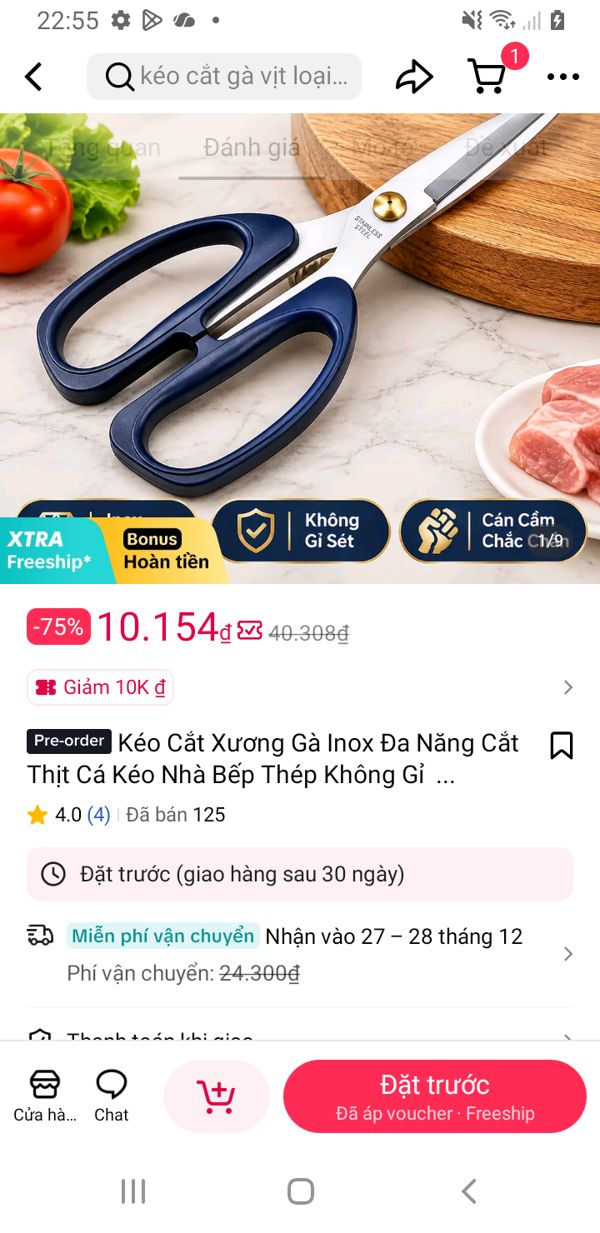 22:55
kéo cắt gà vịt loại...
1
Tổng quan Đánh giá Mô tả Đề xuất
STAINLESS
STEEL
Inox
Không
Gỉ Sét
Cán Cầm
Chắc Chắn
1/9
XTRA
Freeship*
Bonus
Hoàn tiền
-75% 10.154₫ 40.308₫
Giảm 10K ₫
Pre-order Kéo Cắt Xương Gà Inox Đa Năng Cắt
Thịt Cá Kéo Nhà Bếp Thép Không Gỉ ...
4.0 (4) Đã bán 125
Đặt trước (giao hàng sau 30 ngày)
Miễn phí vận chuyển Nhận vào 27 – 28 tháng 12
Phí vận chuyển: 24.300₫
Thanh toán khi giao
Cửa hà...
Chat
Đặt trước
Đã áp voucher · Freeship